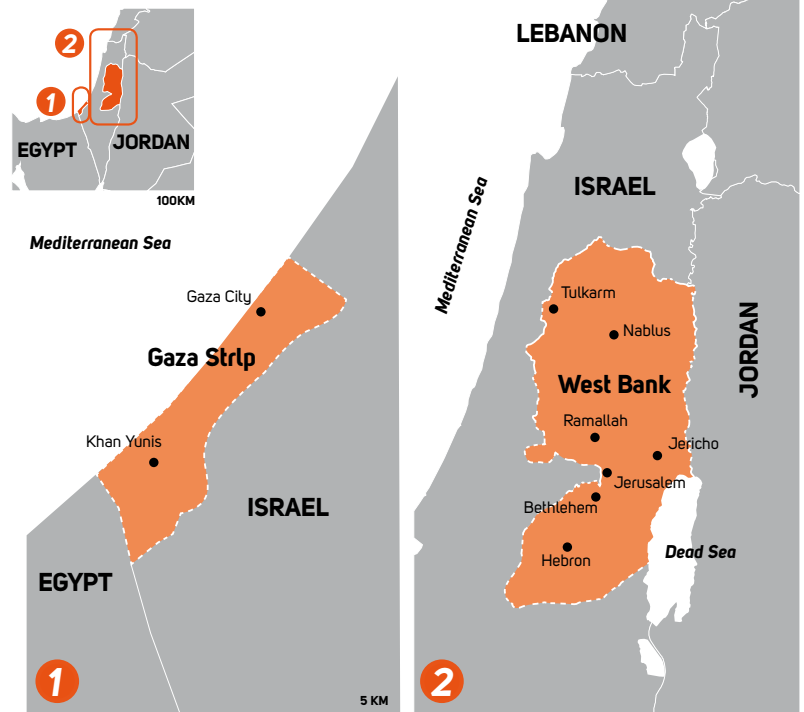 2
1
EGYPT
JORDAN
100KM
Mediterranean Sea
Gaza City
Gaza Strlp
Khan Yunis
ISRAEL
EGYPT
1
5 KM
LEBANON
ISRAEL
Mediterranean Sea
Tulkarm
Nablus
JORDAN
West Bank
Ramallah
Jericho
Jerusalem
Bethlehem
Hebron
Dead Sea
2